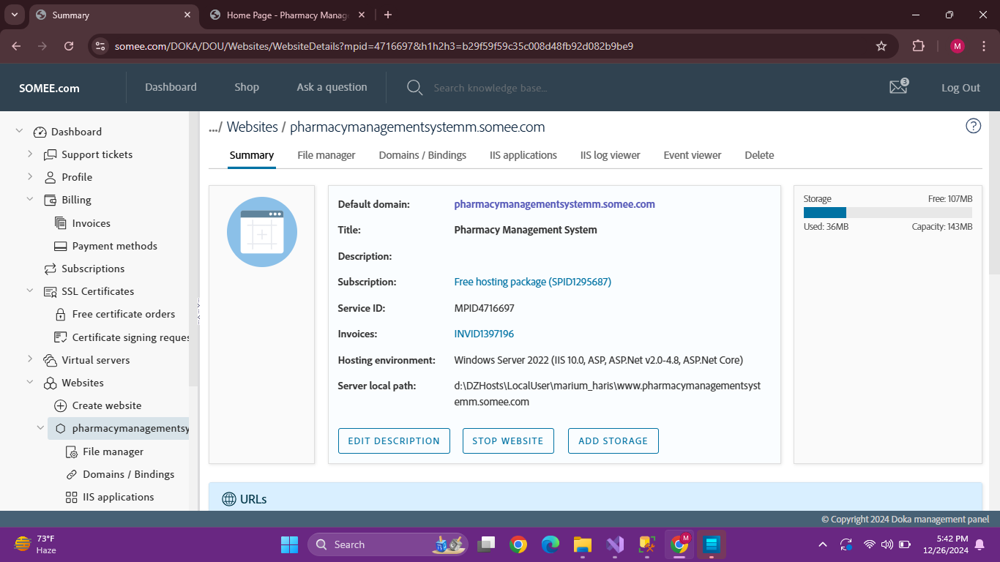 Summary
Home Page - Pharmacy Manag
somee.com/DOKA/DOU/Websites/WebsiteDetails?mpid=4716697&h1h2h3=b29f59f59c35c008d48fb92d082b9be9
M
SOMEE.com
Dashboard
Shop
Ask a question
Search knowledge base...
3
Log Out
Dashboard
Support tickets
Profile
Billing
Invoices
Payment methods
Subscriptions
SSL Certificates
Free certificate orders
Certificate signing reques
Virtual servers
Websites
Create website
pharmacymanagementsy
File manager
Domains / Bindings
IIS applications
.../ Websites / pharmacymanagementsystemm.somee.com
?
Summary
File manager
Domains / Bindings
IIS applications
IIS log viewer
Event viewer
Delete
Default domain: pharmacymanagementsystemm.somee.com
Title: Pharmacy Management System
Description:
Subscription: Free hosting package (SPID1295687)
Service ID: MPID4716697
Invoices: INVID1397196
Hosting environment: Windows Server 2022 (IIS 10.0, ASP, ASP.Net v2.0-4.8, ASP.Net Core)
Server local path: d:\DZHosts\LocalUser\marium_haris\www.pharmacymanagementsyst
emm.somee.com
EDIT DESCRIPTION
STOP WEBSITE
ADD STORAGE
Storage Free: 107MB
Used: 36MB Capacity: 143MB
URLs
© Copyright 2024 Doka management panel
73°F
Haze
Search
M
5:42 PM
12/26/2024